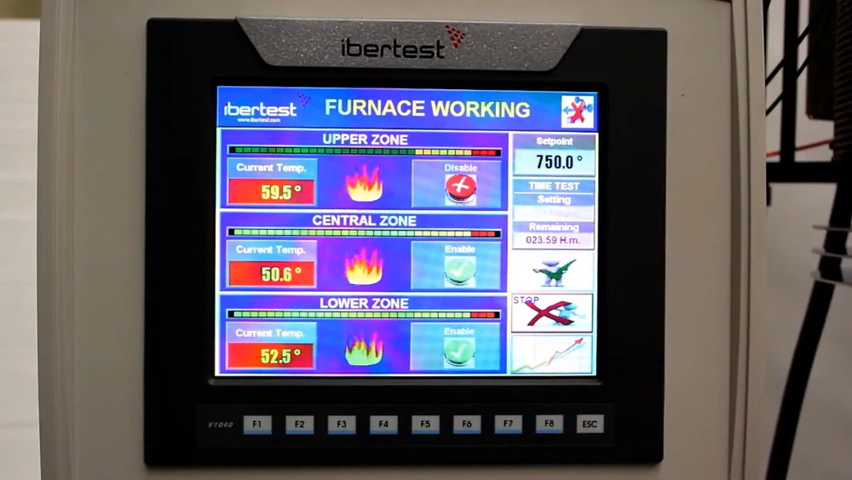 ibertest
ibertest
www.ibertest.com
FURNACE WORKING
UPPER ZONE
Current Temp.
59.5°
Disable
CENTRAL ZONE
Current Temp.
50.6°
Enable
LOWER ZONE
Current Temp.
52.5°
Enable
Setpoint
750.0°
TIME TEST
Setting
Remaining
023.59 H.m.
STOP
V1040
F1 F2 F3 F4 F5 F6 F7 F8 ESC